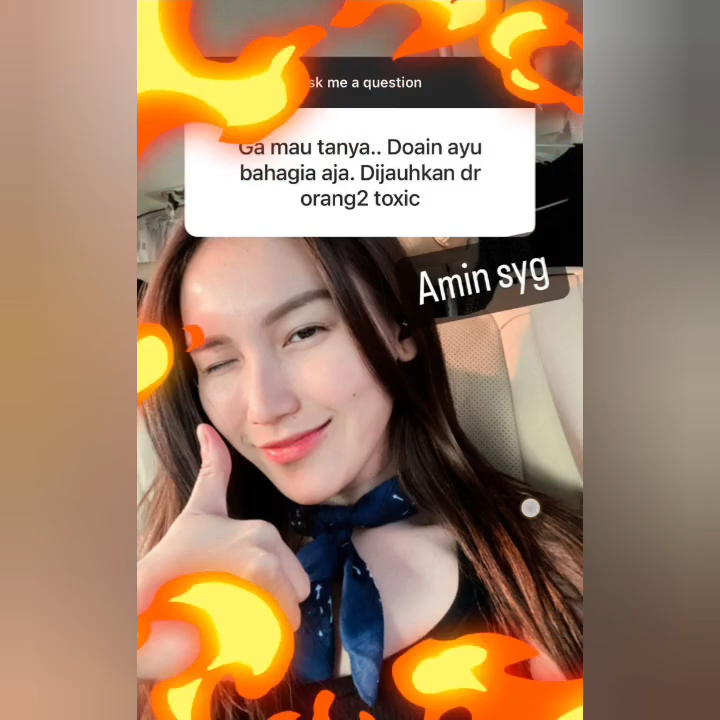 sk me a question
Ga mau tanya.. Doain ayu
bahagia aja. Dijauhkan dr
orang2 toxic
Amin syg